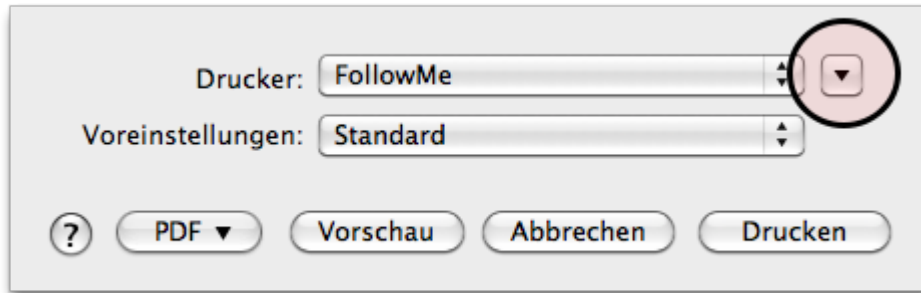 Drucker: FollowMe
Voreinstellungen: Standard
? PDF Vorschau Abbrechen Drucken